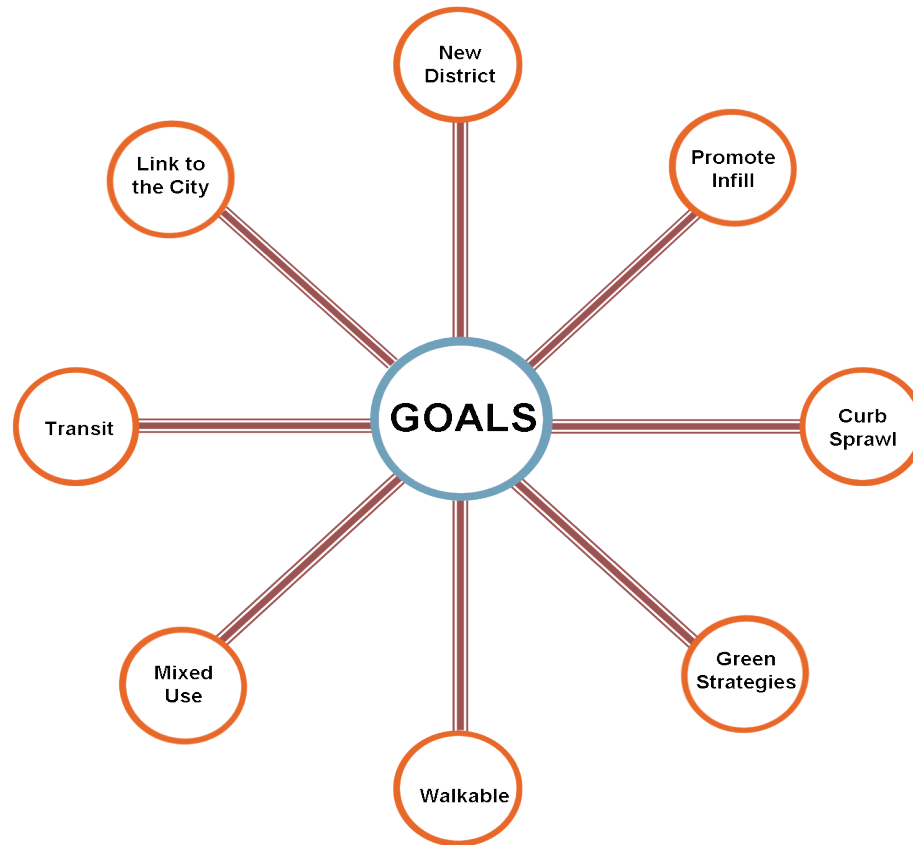 New
District
Promote
Infill
Link to
the City
GOALS
Transit
Curb
Sprawl
Mixed
Use
Green
Strategies
Walkable